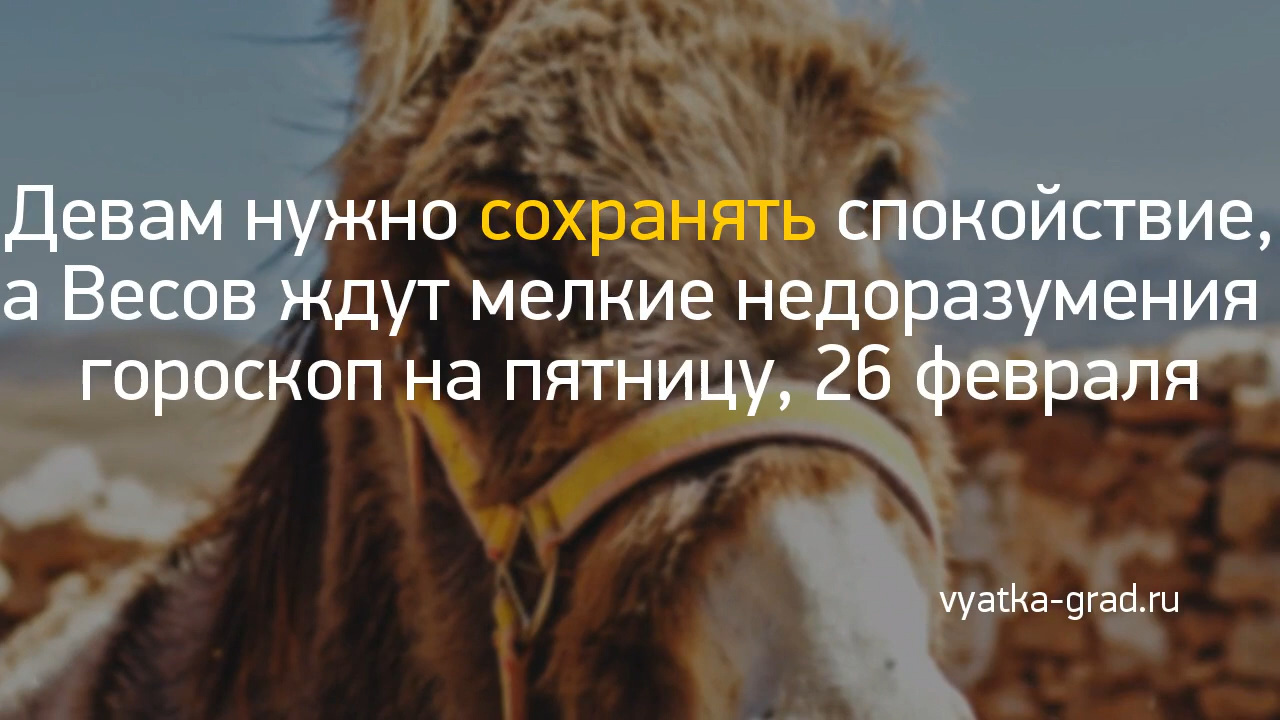 Девам нужно сохранять спокойствие,
а Весов ждут мелкие недоразумения
гороскоп на пятницу, 26 февраля
vyatka-grad.ru